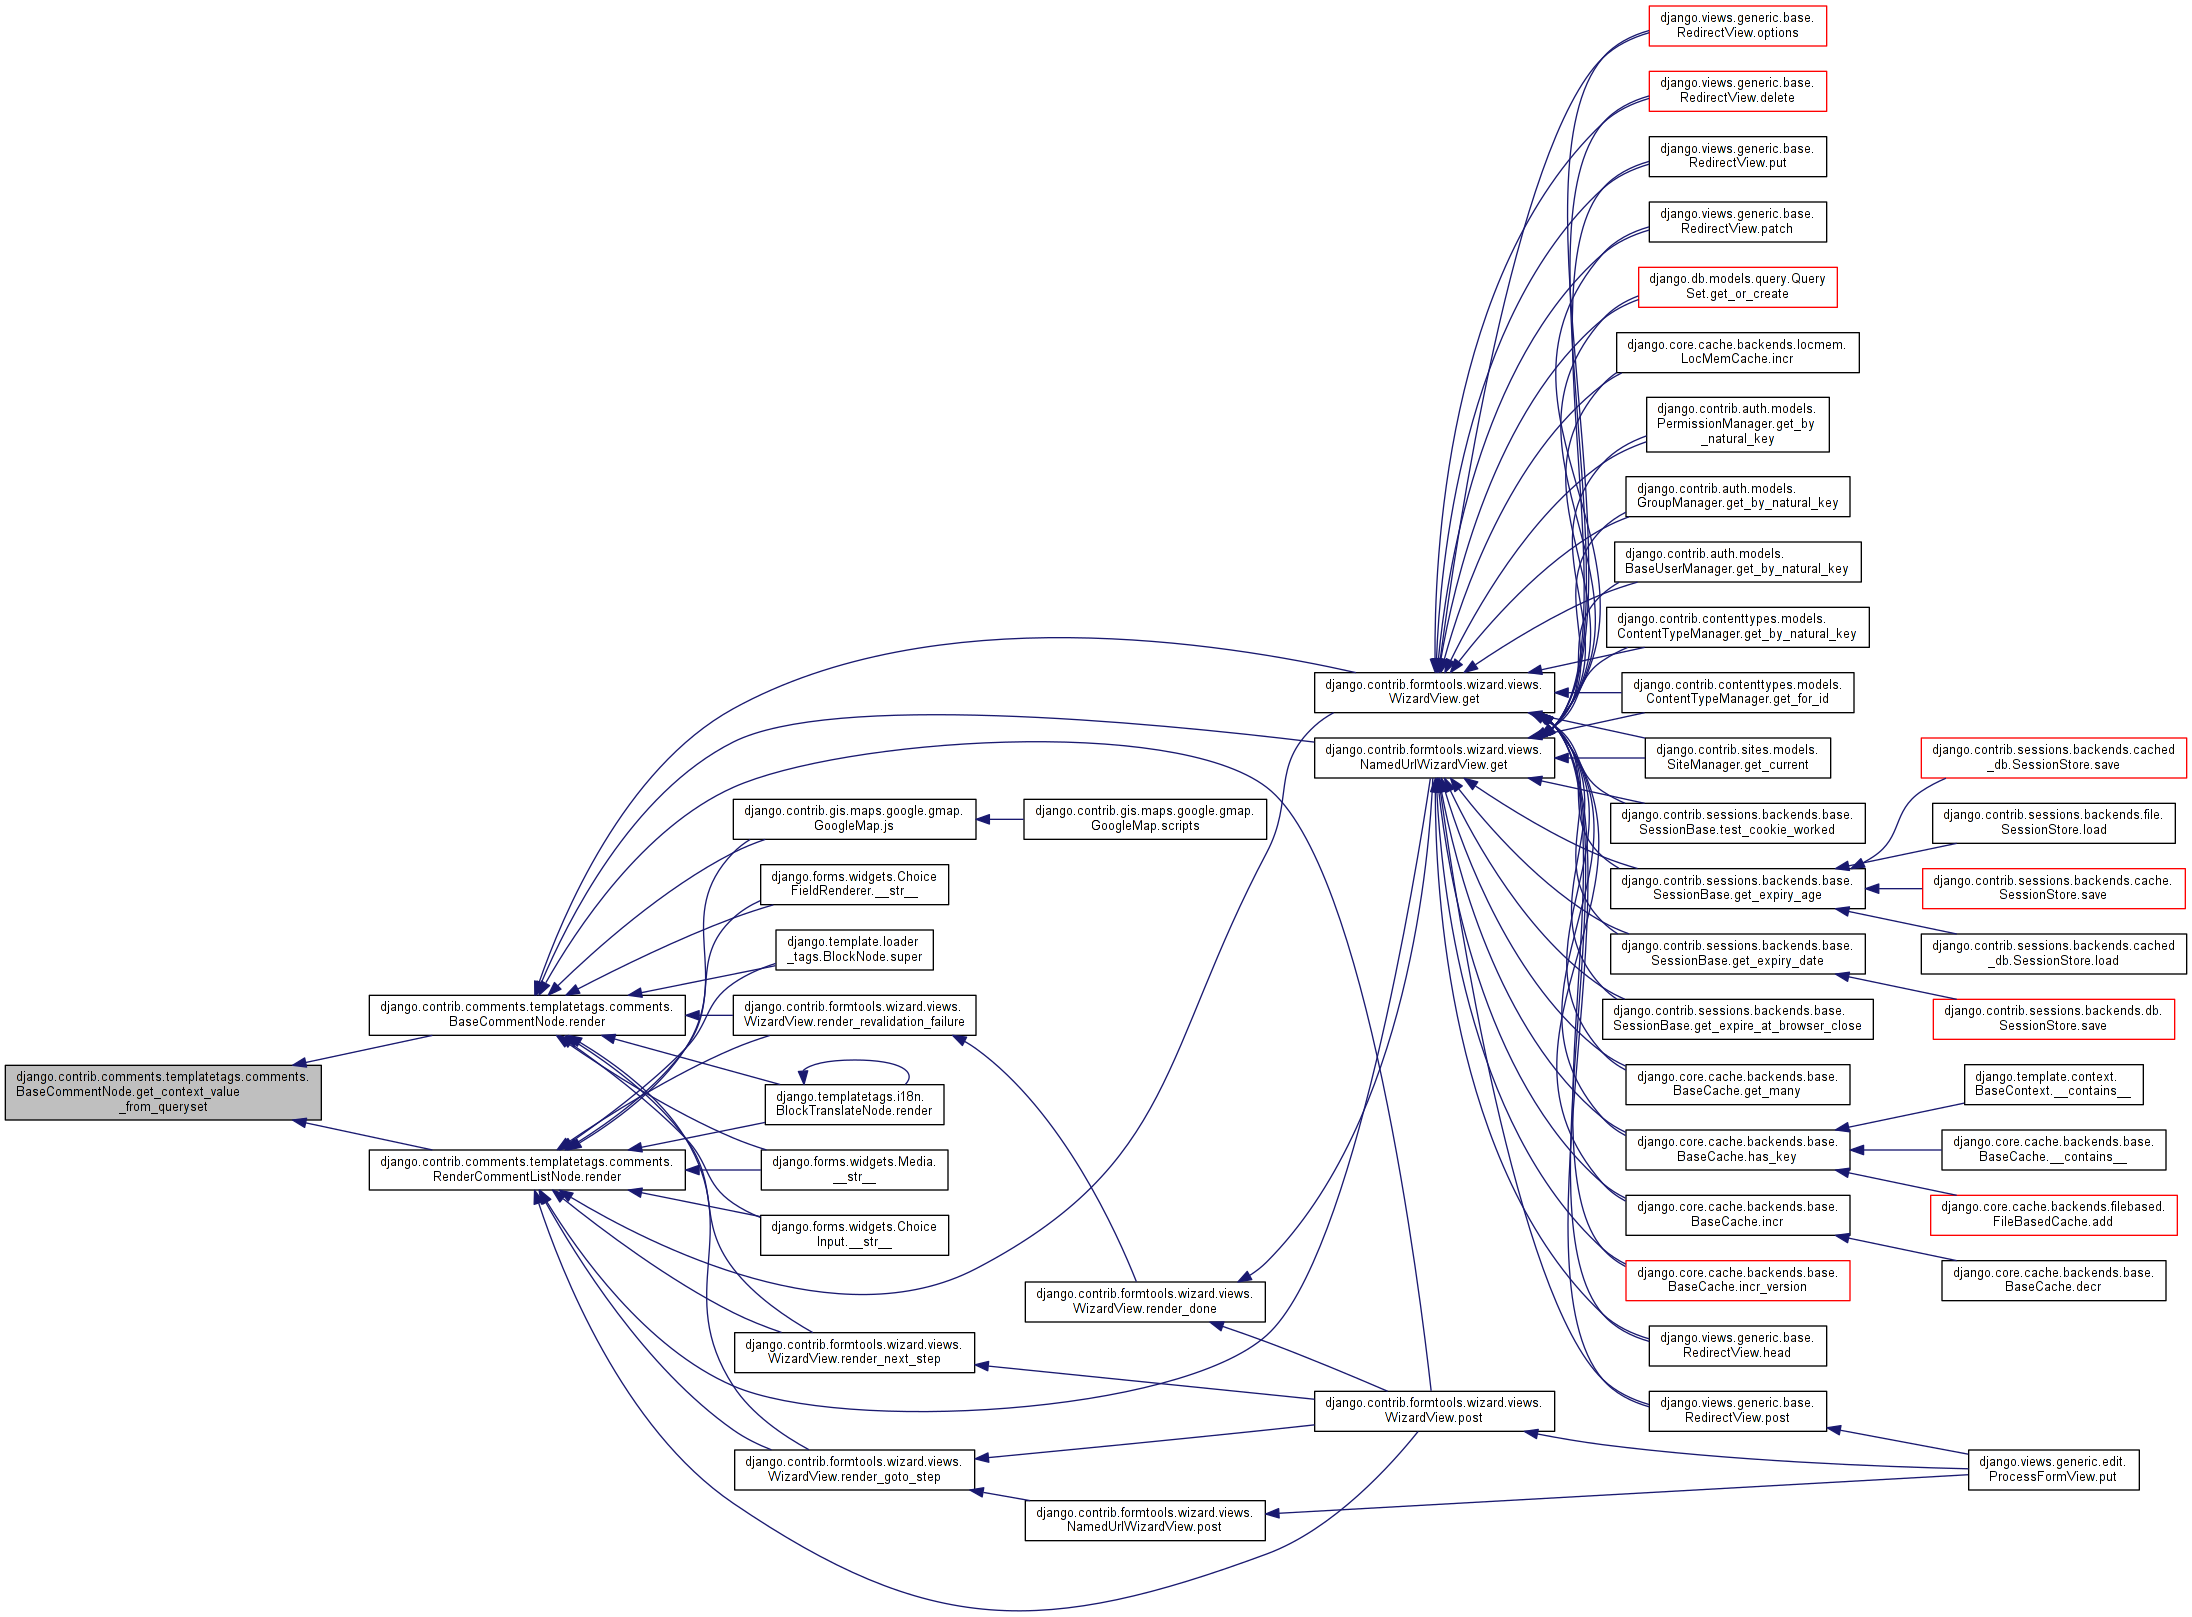 django.contrib.comments.templatetags.comments.
BaseCommentNode.get_context_value
_from_queryset
django.contrib.comments.templatetags.comments.
BaseCommentNode.render
django.contrib.comments.templatetags.comments.
RenderCommentListNode.render
django.contrib.gis.maps.google.gmap.
GoogleMap.js
django.forms.widgets.Choice
FieldRenderer.__str__
django.template.loader
_tags.BlockNode.super
django.contrib.formtools.wizard.views.
WizardView.render_revalidation_failure
django.templatetags.i18n.
BlockTranslateNode.render
django.forms.widgets.Media.
__str__
django.forms.widgets.Choice
Input.__str__
django.contrib.formtools.wizard.views.
WizardView.render_next_step
django.contrib.formtools.wizard.views.
WizardView.render_goto_step
django.contrib.gis.maps.google.gmap.
GoogleMap.scripts
django.contrib.formtools.wizard.views.
WizardView.render_done
django.contrib.formtools.wizard.views.
NamedUrlWizardView.post
django.contrib.formtools.wizard.views.
WizardView.get
django.contrib.formtools.wizard.views.
NamedUrlWizardView.get
django.contrib.formtools.wizard.views.
WizardView.post
django.views.generic.base.
RedirectView.options
django.views.generic.base.
RedirectView.delete
django.views.generic.base.
RedirectView.put
django.views.generic.base.
RedirectView.patch
django.db.models.query.Query
Set.get_or_create
django.core.cache.backends.locmem.
LocMemCache.incr
django.contrib.auth.models.
PermissionManager.get_by
_natural_key
django.contrib.auth.models.
GroupManager.get_by_natural_key
django.contrib.auth.models.
BaseUserManager.get_by_natural_key
django.contrib.contenttypes.models.
ContentTypeManager.get_by_natural_key
django.contrib.contenttypes.models.
ContentTypeManager.get_for_id
django.contrib.sites.models.
SiteManager.get_current
django.contrib.sessions.backends.base.
SessionBase.test_cookie_worked
django.contrib.sessions.backends.base.
SessionBase.get_expiry_age
django.contrib.sessions.backends.base.
SessionBase.get_expiry_date
django.contrib.sessions.backends.base.
SessionBase.get_expire_at_browser_close
django.core.cache.backends.base.
BaseCache.get_many
django.core.cache.backends.base.
BaseCache.has_key
django.core.cache.backends.base.
BaseCache.incr
django.core.cache.backends.base.
BaseCache.incr_version
django.views.generic.base.
RedirectView.head
django.views.generic.base.
RedirectView.post
django.contrib.sessions.backends.cached
_db.SessionStore.save
django.contrib.sessions.backends.file.
SessionStore.load
django.contrib.sessions.backends.cache.
SessionStore.save
django.contrib.sessions.backends.cached
_db.SessionStore.load
django.contrib.sessions.backends.db.
SessionStore.save
django.template.context.
BaseContext.__contains__
django.core.cache.backends.base.
BaseCache.__contains__
django.core.cache.backends.filebased.
FileBasedCache.add
django.core.cache.backends.base.
BaseCache.decr
django.views.generic.edit.
ProcessFormView.put